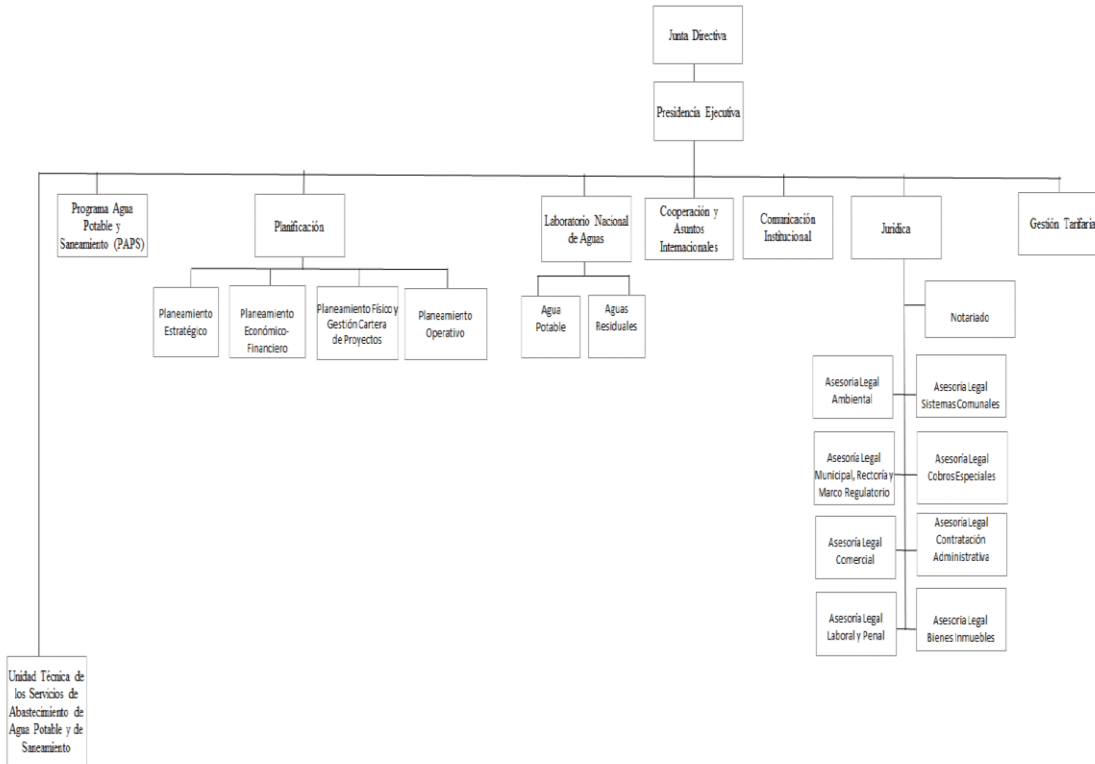 Junta Directiva
Presidencia Ejecutiva
Programa Agua
Potable y
Saneamiento (PAPS)
Planificación
Laboratorio Nacional
de Aguas
Cooperación y
Asuntos
Internacionales
Comunicación
Institucional
Jurídica
Gestión Tarifaria
Planeamiento
Estratégico
Planeamiento
Económico-
Financiero
Planeamiento Físico y
Gestión Cartera
de Proyectos
Planeamiento
Operativo
Agua
Potable
Aguas
Residuales
Notariado
Asesoria Legal
Ambiental
Asesoría Legal
Sistemas Comunales
Asesoría Legal
Municipal, Rectoría y
Marco Regulatorio
Asesoría Legal
Cobros Especiales
Asesoría Legal
Comercial
Asesoría Legal
Contratación
Administrativa
Asesoría Legal
Laboral y Penal
Asesoría Legal
Bienes Inmuebles
Unidad Técnica de
los Servicios de
Abastecimiento de
Agua Potable y de
Saneamiento